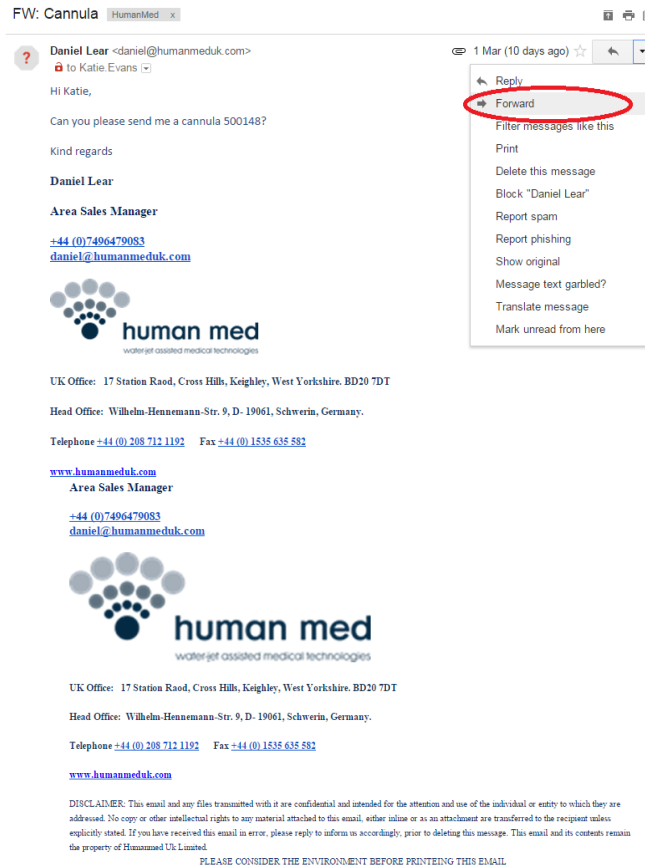 FW: Cannula HumanMed x
Daniel Lear <daniel@humanmeduk.com> 1 Mar (10 days ago)
to Katie.Evans
Hi Katie,
Can you please send me a cannula 500148?
Kind regards
Daniel Lear
Area Sales Manager
+44 (0)7496479083
daniel@humanmeduk.com
human med
water-jet assisted medical technologies
UK Office: 17 Station Raod, Cross Hills, Keighley, West Yorkshire. BD20 7DT
Head Office: Wilhelm-Hennemann-Str. 9, D- 19061, Schwerin, Germany.
Telephone +44 (0) 208 712 1192 Fax +44 (0) 1535 635 582
www.humanmeduk.com
Reply
Forward
Filter messages like this
Print
Delete this message
Block "Daniel Lear"
Report spam
Report phishing
Show original
Message text garbled?
Translate message
Mark unread from here
Area Sales Manager
+44 (0)7496479083
daniel@humanmeduk.com
human med
water-jet assisted medical technologies
UK Office: 17 Station Raod, Cross Hills, Keighley, West Yorkshire. BD20 7DT
Head Office: Wilhelm-Hennemann-Str. 9, D- 19061, Schwerin, Germany.
Telephone +44 (0) 208 712 1192 Fax +44 (0) 1535 635 582
www.humanmeduk.com
DISCLAIMER: This email and any files transmitted with it are confidential and intended for the attention and use of the individual or entity to which they are
addressed. No copy or other intellectual rights to any material attached to this email, either inline or as an attachment are transferred to the recipient unless
explicitly stated. If you have received this email in error, please reply to inform us accordingly, prior to deleting this message. This email and its contents remain
the property of Humanmed Uk Limited.
PLEASE CONSIDER THE ENVIRONMENT BEFORE PRINTEING THIS EMAIL